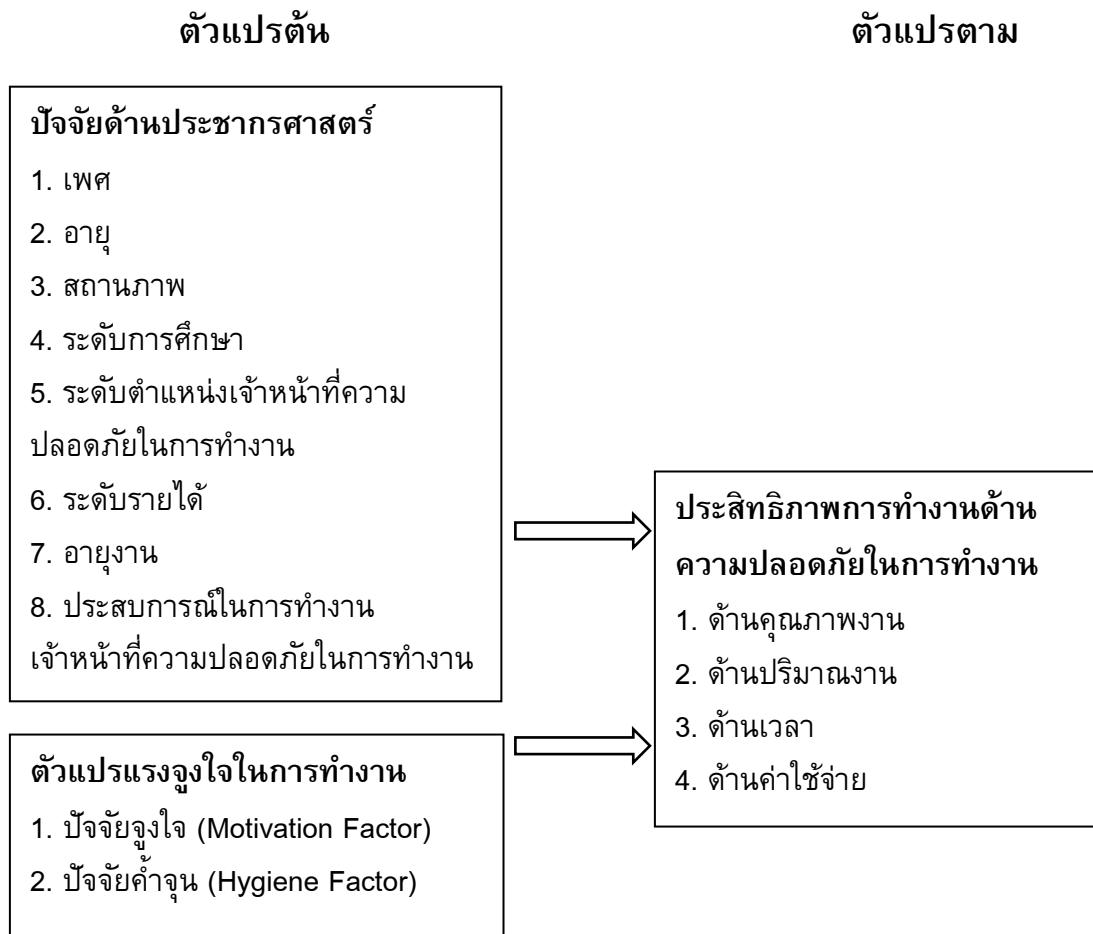 ตัวแปรต้น
ตัวแปรตาม
ปัจจัยด้านประชากรศาสตร์
1. เพศ
2. อายุ
3. สถานภาพ
4. ระดับการศึกษา
5. ระดับตำแหน่งเจ้าหน้าที่ความ
ปลอดภัยในการทำงาน
6. ระดับรายได้
7. อายุงาน
8. ประสบการณ์ในการทำงาน
เจ้าหน้าที่ความปลอดภัยในการทำงาน
ตัวแปรแรงจูงใจในการทำงาน
1. ปัจจัยจูงใจ (Motivation Factor)
2. ปัจจัยค้ำจุน (Hygiene Factor)
ประสิทธิภาพการทำงานด้าน
ความปลอดภัยในการทำงาน
1. ด้านคุณภาพงาน
2. ด้านปริมาณงาน
3. ด้านเวลา
4. ด้านค่าใช้จ่าย